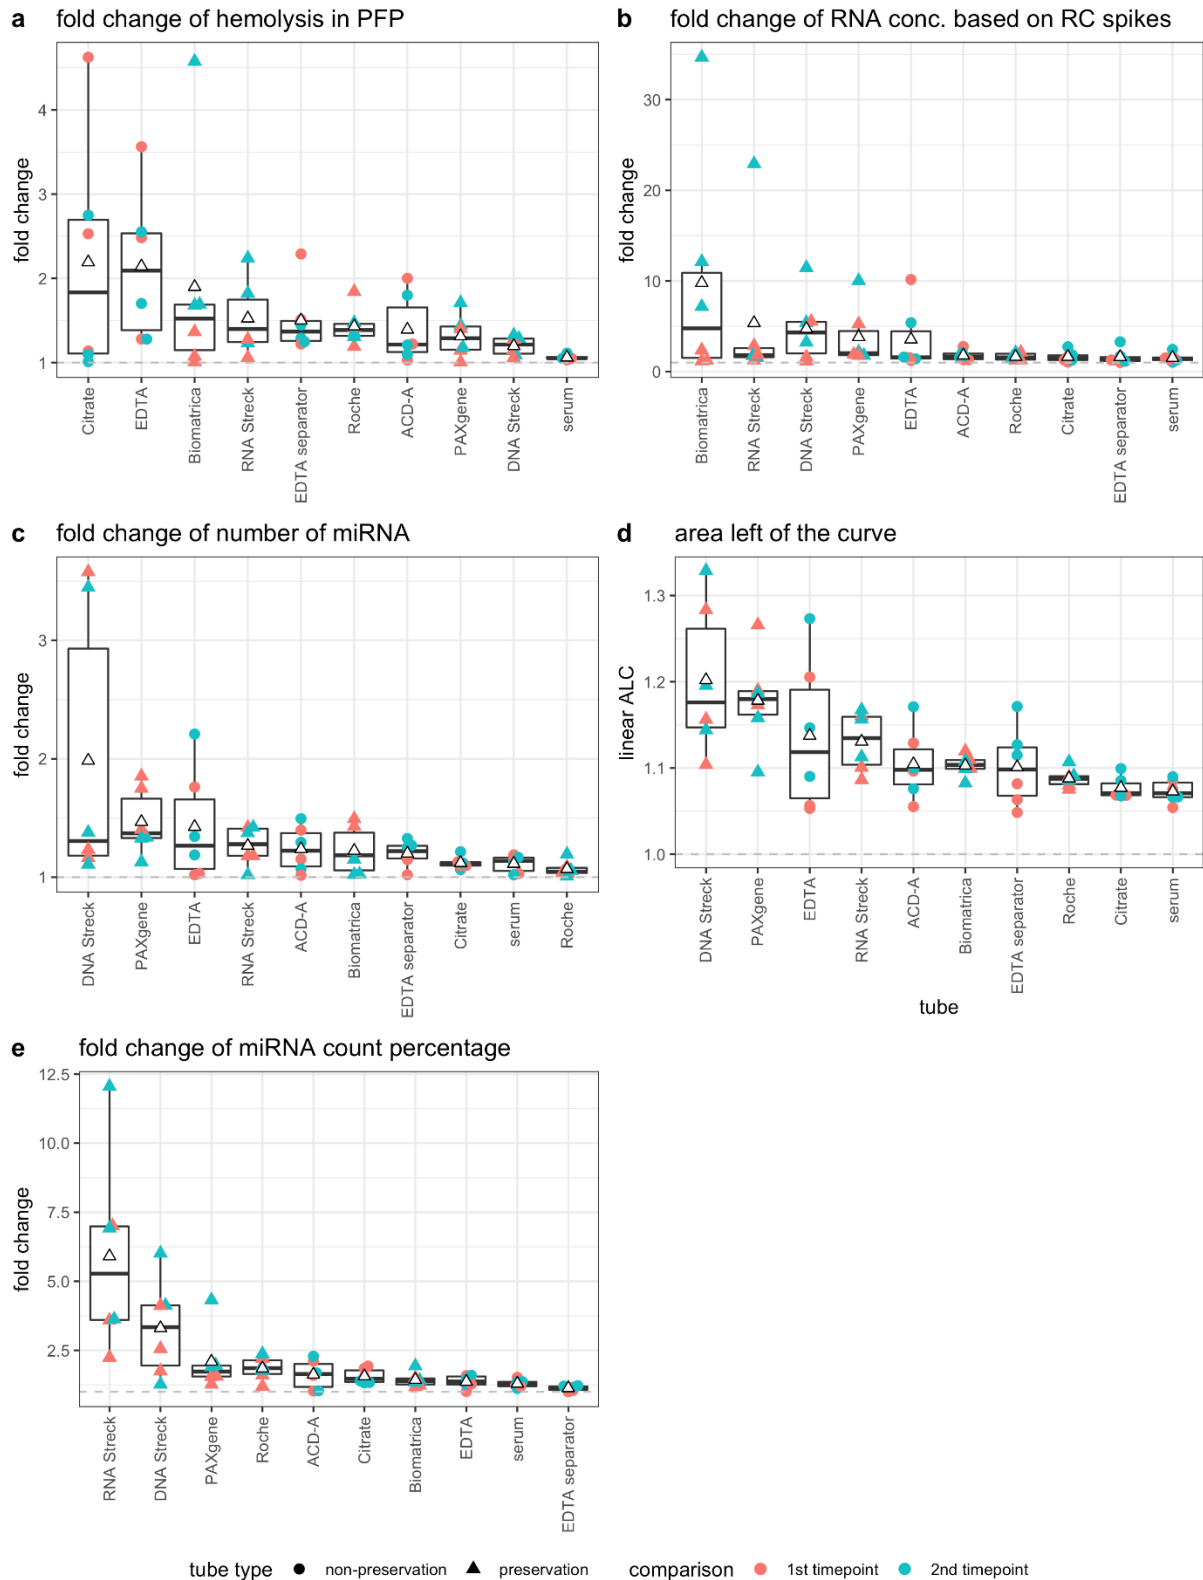 a fold change of hemolysis in PFP
fold change
4
3
2
1
Citrate
EDTA
Biomatrica
RNA Streck
EDTA separator
Roche
ACD-A
PAXgene
DNA Streck
serum
b fold change of RNA conc. based on RC spikes
fold change
30
20
10
0
Biomatrica
RNA Streck
DNA Streck
PAXgene
EDTA
ACD-A
Roche
Citrate
EDTA separator
serum
c fold change of number of miRNA
fold change
3
2
1
DNA Streck
PAXgene
EDTA
RNA Streck
ACD-A
Biomatrica
EDTA separator
Citrate
serum
Roche
d area left of the curve
linear ALC
1.3
1.2
1.1
1.0
DNA Streck
PAXgene
EDTA
RNA Streck
ACD-A
Biomatrica
EDTA separator
Roche
Citrate
serum
tube
e fold change of miRNA count percentage
fold change
12.5
10.0
7.5
5.0
2.5
RNA Streck
DNA Streck
PAXgene
Roche
ACD-A
Citrate
Biomatrica
EDTA
serum
EDTA separator
tube type non-preservation preservation comparison 1st timepoint 2nd timepoint